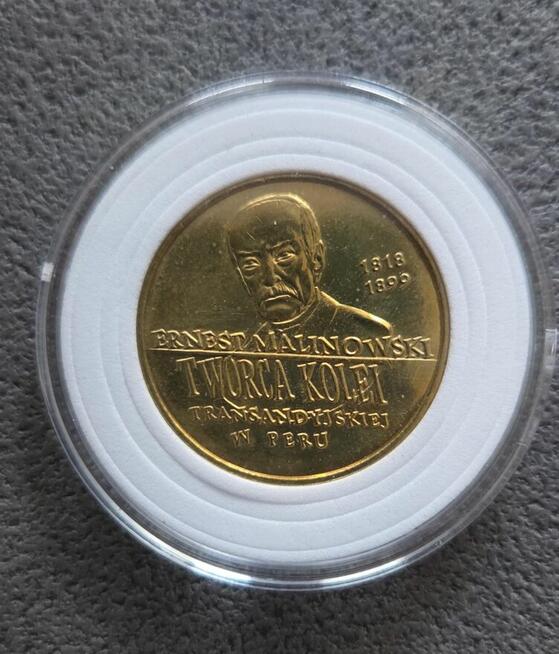 1818
1899
ERNEST MALINOWSKI
TWÓRCA KOLEI
TRANSANDYJSKIEJ
W PERU